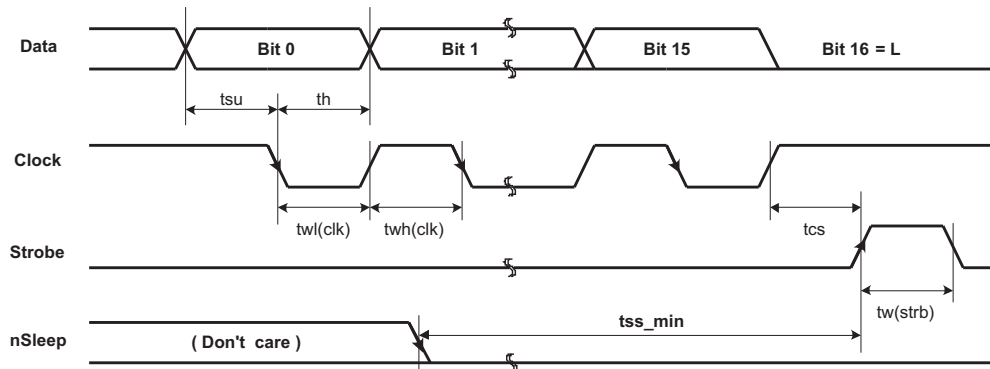 Data
Bit 0
Bit 1
Bit 15
Bit 16 = L
tsu
th
Clock
twl(clk)
twh(clk)
tcs
Strobe
tw(strb)
tss_min
nSleep
( Don't care )